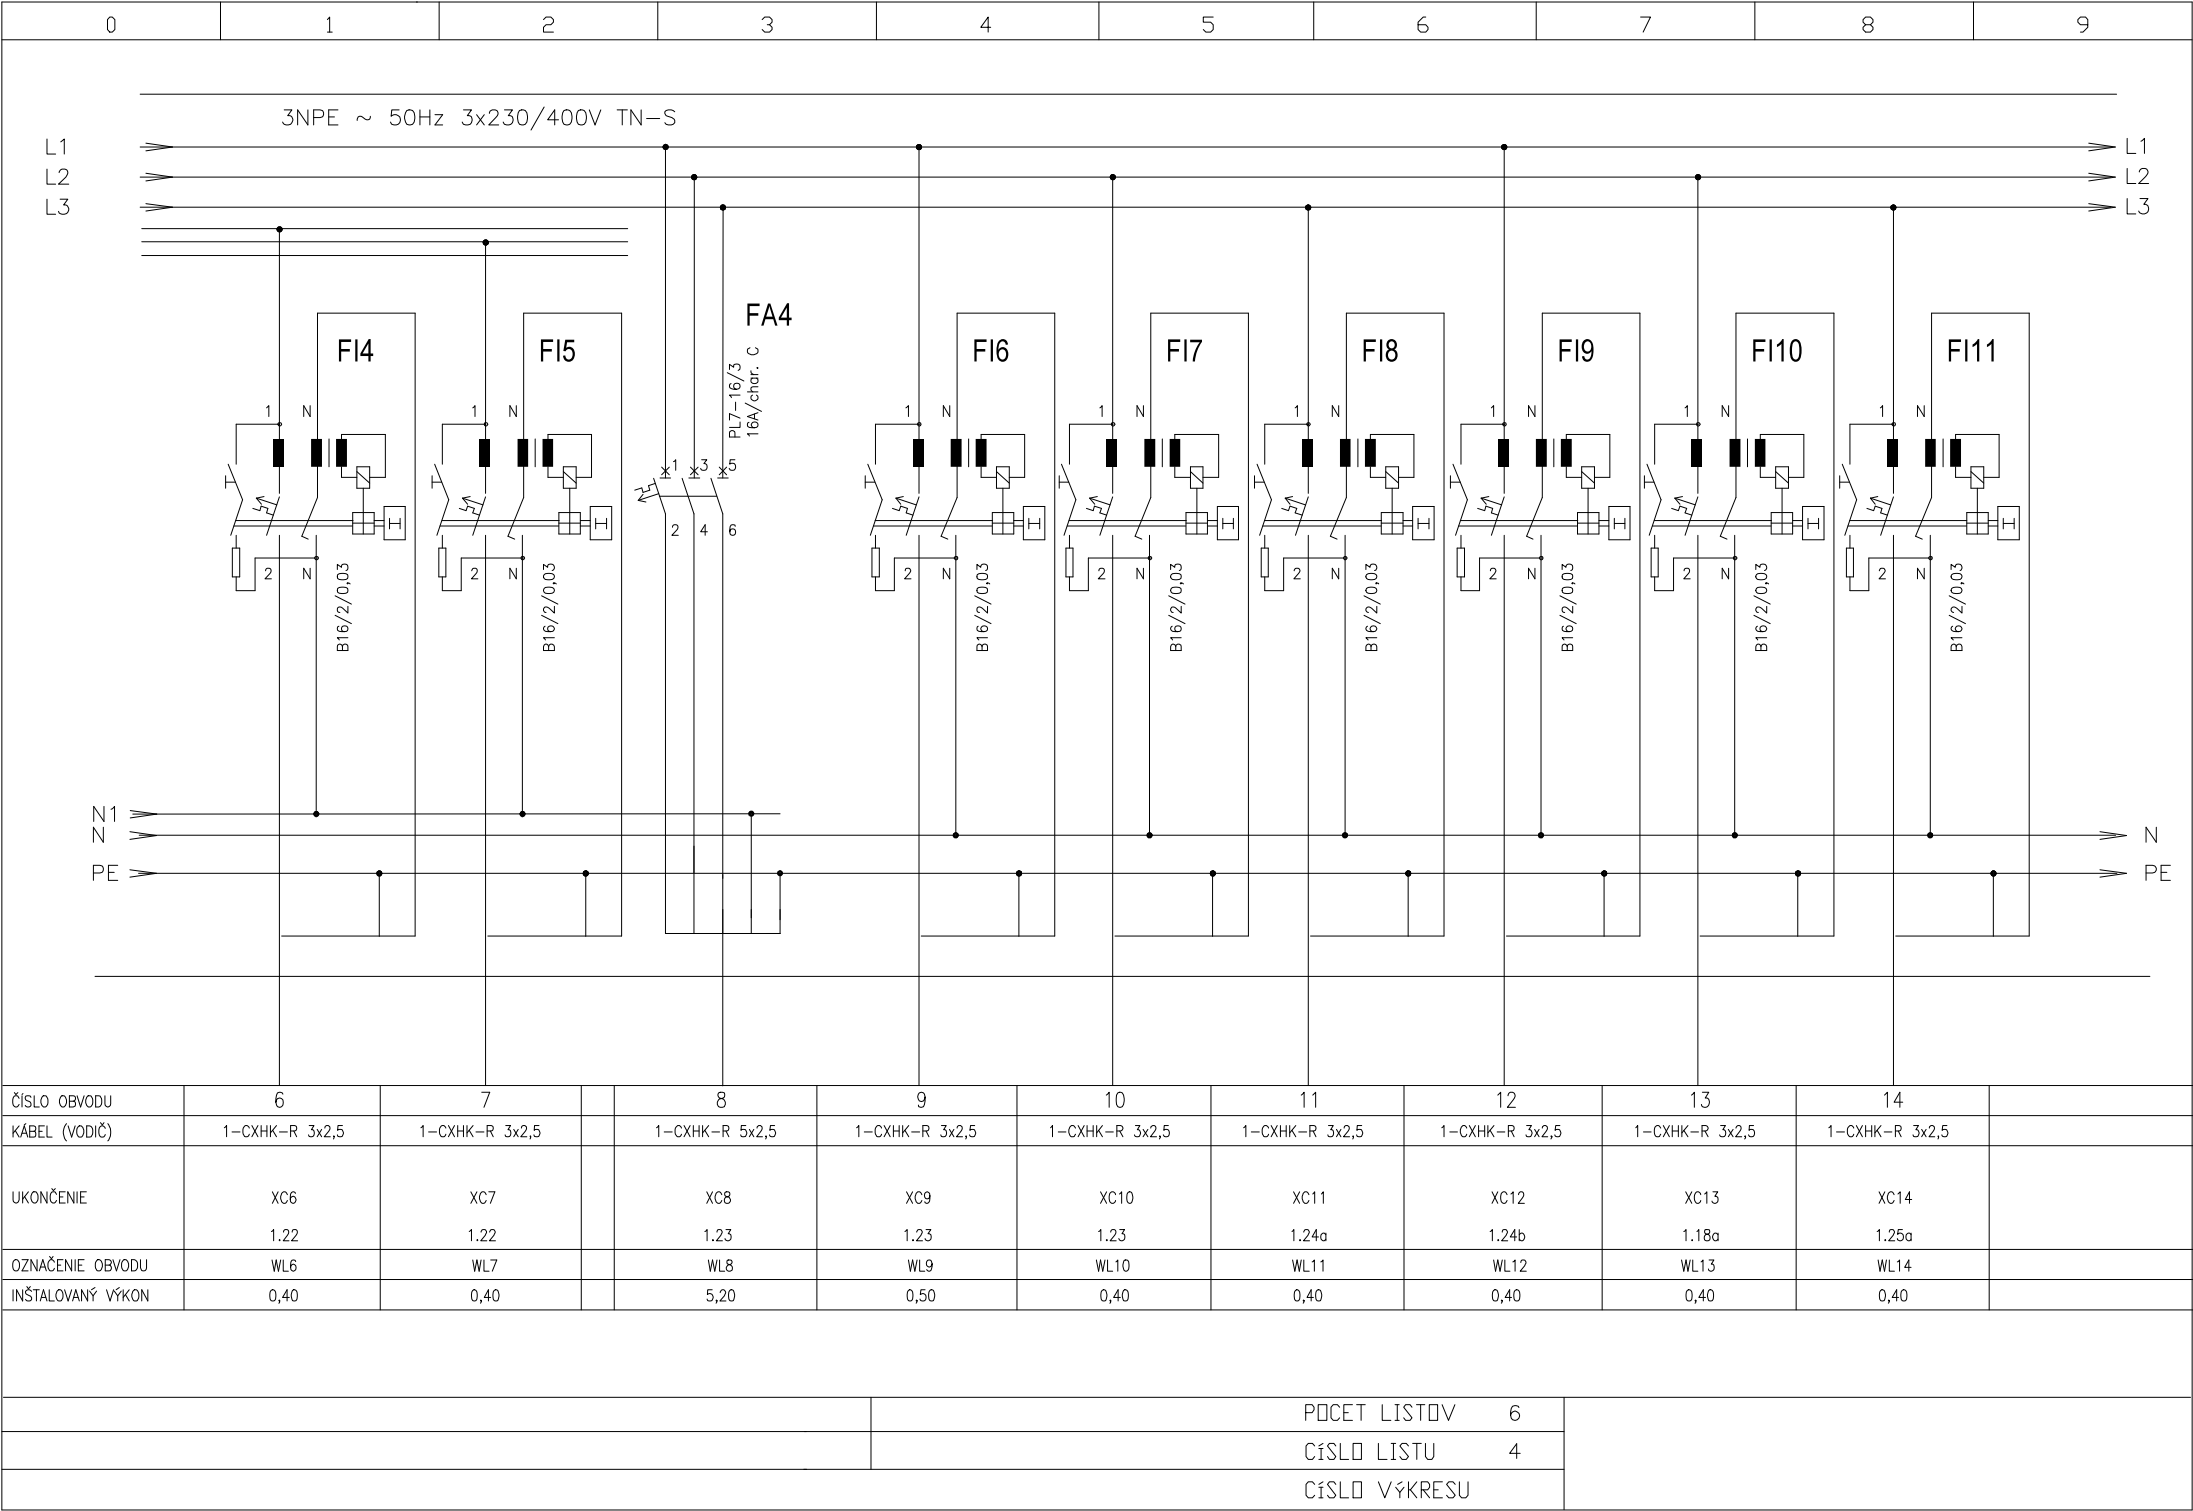 0 1 2 3 4 5 6 7 8 9
3NPE ~ 50Hz 3x230/400V TN-S
L1 L1
L2 L2
L3 L3
FA4
PL7-16/3
16A/char. C
FI4 FI5 FI6 FI7 FI8 FI9 FI10 FI11
1 N 1 N 1 N 1 N 1 N 1 N 1 N 1 N
1 3 5
2 4 6
2 N 2 N 2 N 2 N 2 N 2 N 2 N 2 N
B16/2/0,03 B16/2/0,03 B16/2/0,03 B16/2/0,03 B16/2/0,03 B16/2/0,03 B16/2/0,03 B16/2/0,03
N1
N N
PE PE
ČÍSLO OBVODU 6 7 8 9 10 11 12 13 14
KÁBEL (VODIČ) 1-CXHK-R 3x2,5 1-CXHK-R 3x2,5 1-CXHK-R 5x2,5 1-CXHK-R 3x2,5 1-CXHK-R 3x2,5 1-CXHK-R 3x2,5 1-CXHK-R 3x2,5 1-CXHK-R 3x2,5 1-CXHK-R 3x2,5
UKONČENIE XC6 XC7 XC8 XC9 XC10 XC11 XC12 XC13 XC14
1.22 1.22 1.23 1.23 1.23 1.24a 1.24b 1.18a 1.25a
OZNAČENIE OBVODU WL6 WL7 WL8 WL9 WL10 WL11 WL12 WL13 WL14
INŠTALOVANÝ VÝKON 0,40 0,40 5,20 0,50 0,40 0,40 0,40 0,40 0,40
POCET LISTOV 6
CíSLO LISTU 4
CíSLO VýKRESU